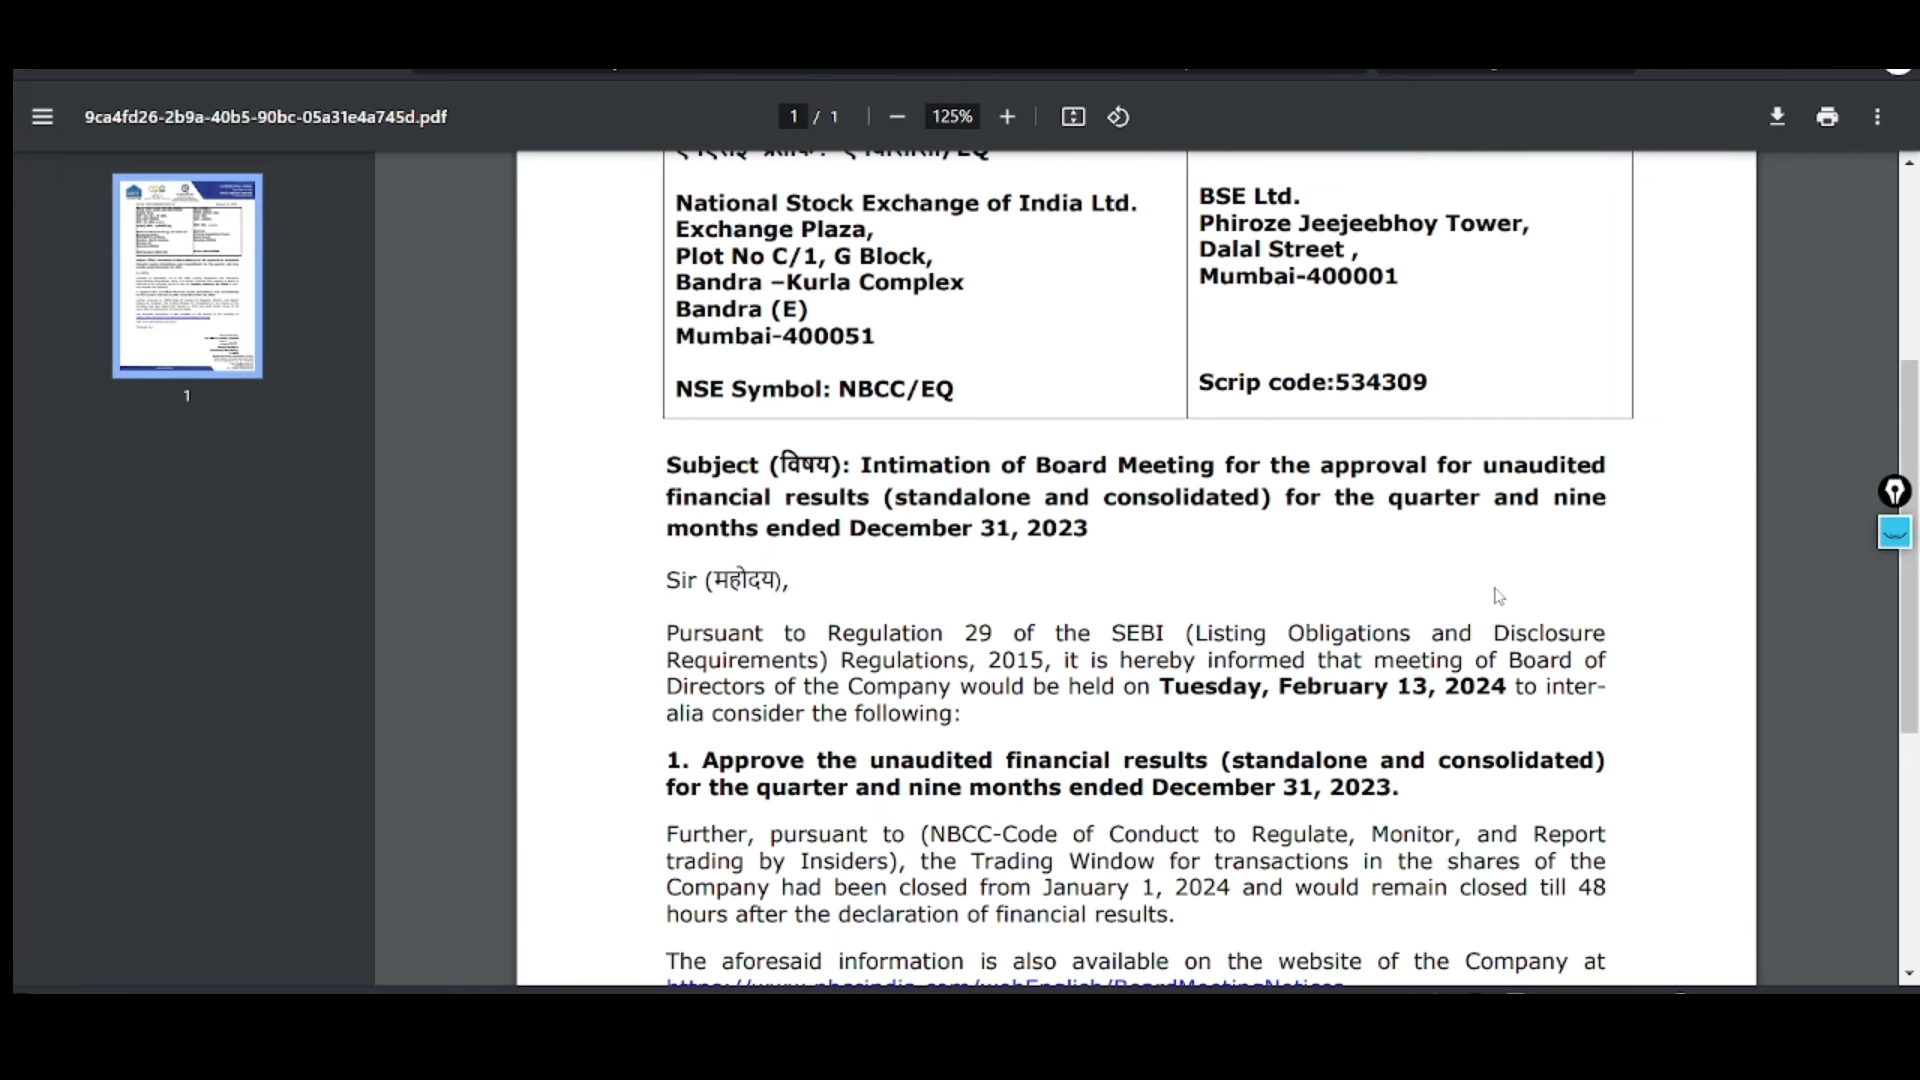 9ca4fd26-2b9a-40b5-90bc-05a31e4a745d.pdf
1 / 1
125%
1
National Stock Exchange of India Ltd.
Exchange Plaza,
Plot No C/1, G Block,
Bandra –Kurla Complex
Bandra (E)
Mumbai-400051
NSE Symbol: NBCC/EQ
BSE Ltd.
Phiroze Jeejeebhoy Tower,
Dalal Street ,
Mumbai-400001
Scrip code:534309
Subject (विषय): Intimation of Board Meeting for the approval for unaudited
financial results (standalone and consolidated) for the quarter and nine
months ended December 31, 2023
Sir (महोदय),
Pursuant to Regulation 29 of the SEBI (Listing Obligations and Disclosure
Requirements) Regulations, 2015, it is hereby informed that meeting of Board of
Directors of the Company would be held on Tuesday, February 13, 2024 to inter-
alia consider the following:
1. Approve the unaudited financial results (standalone and consolidated)
for the quarter and nine months ended December 31, 2023.
Further, pursuant to (NBCC-Code of Conduct to Regulate, Monitor, and Report
trading by Insiders), the Trading Window for transactions in the shares of the
Company had been closed from January 1, 2024 and would remain closed till 48
hours after the declaration of financial results.
The aforesaid information is also available on the website of the Company at
https://www.nbccindia.com/webEnglish/BoardMeetingNotices